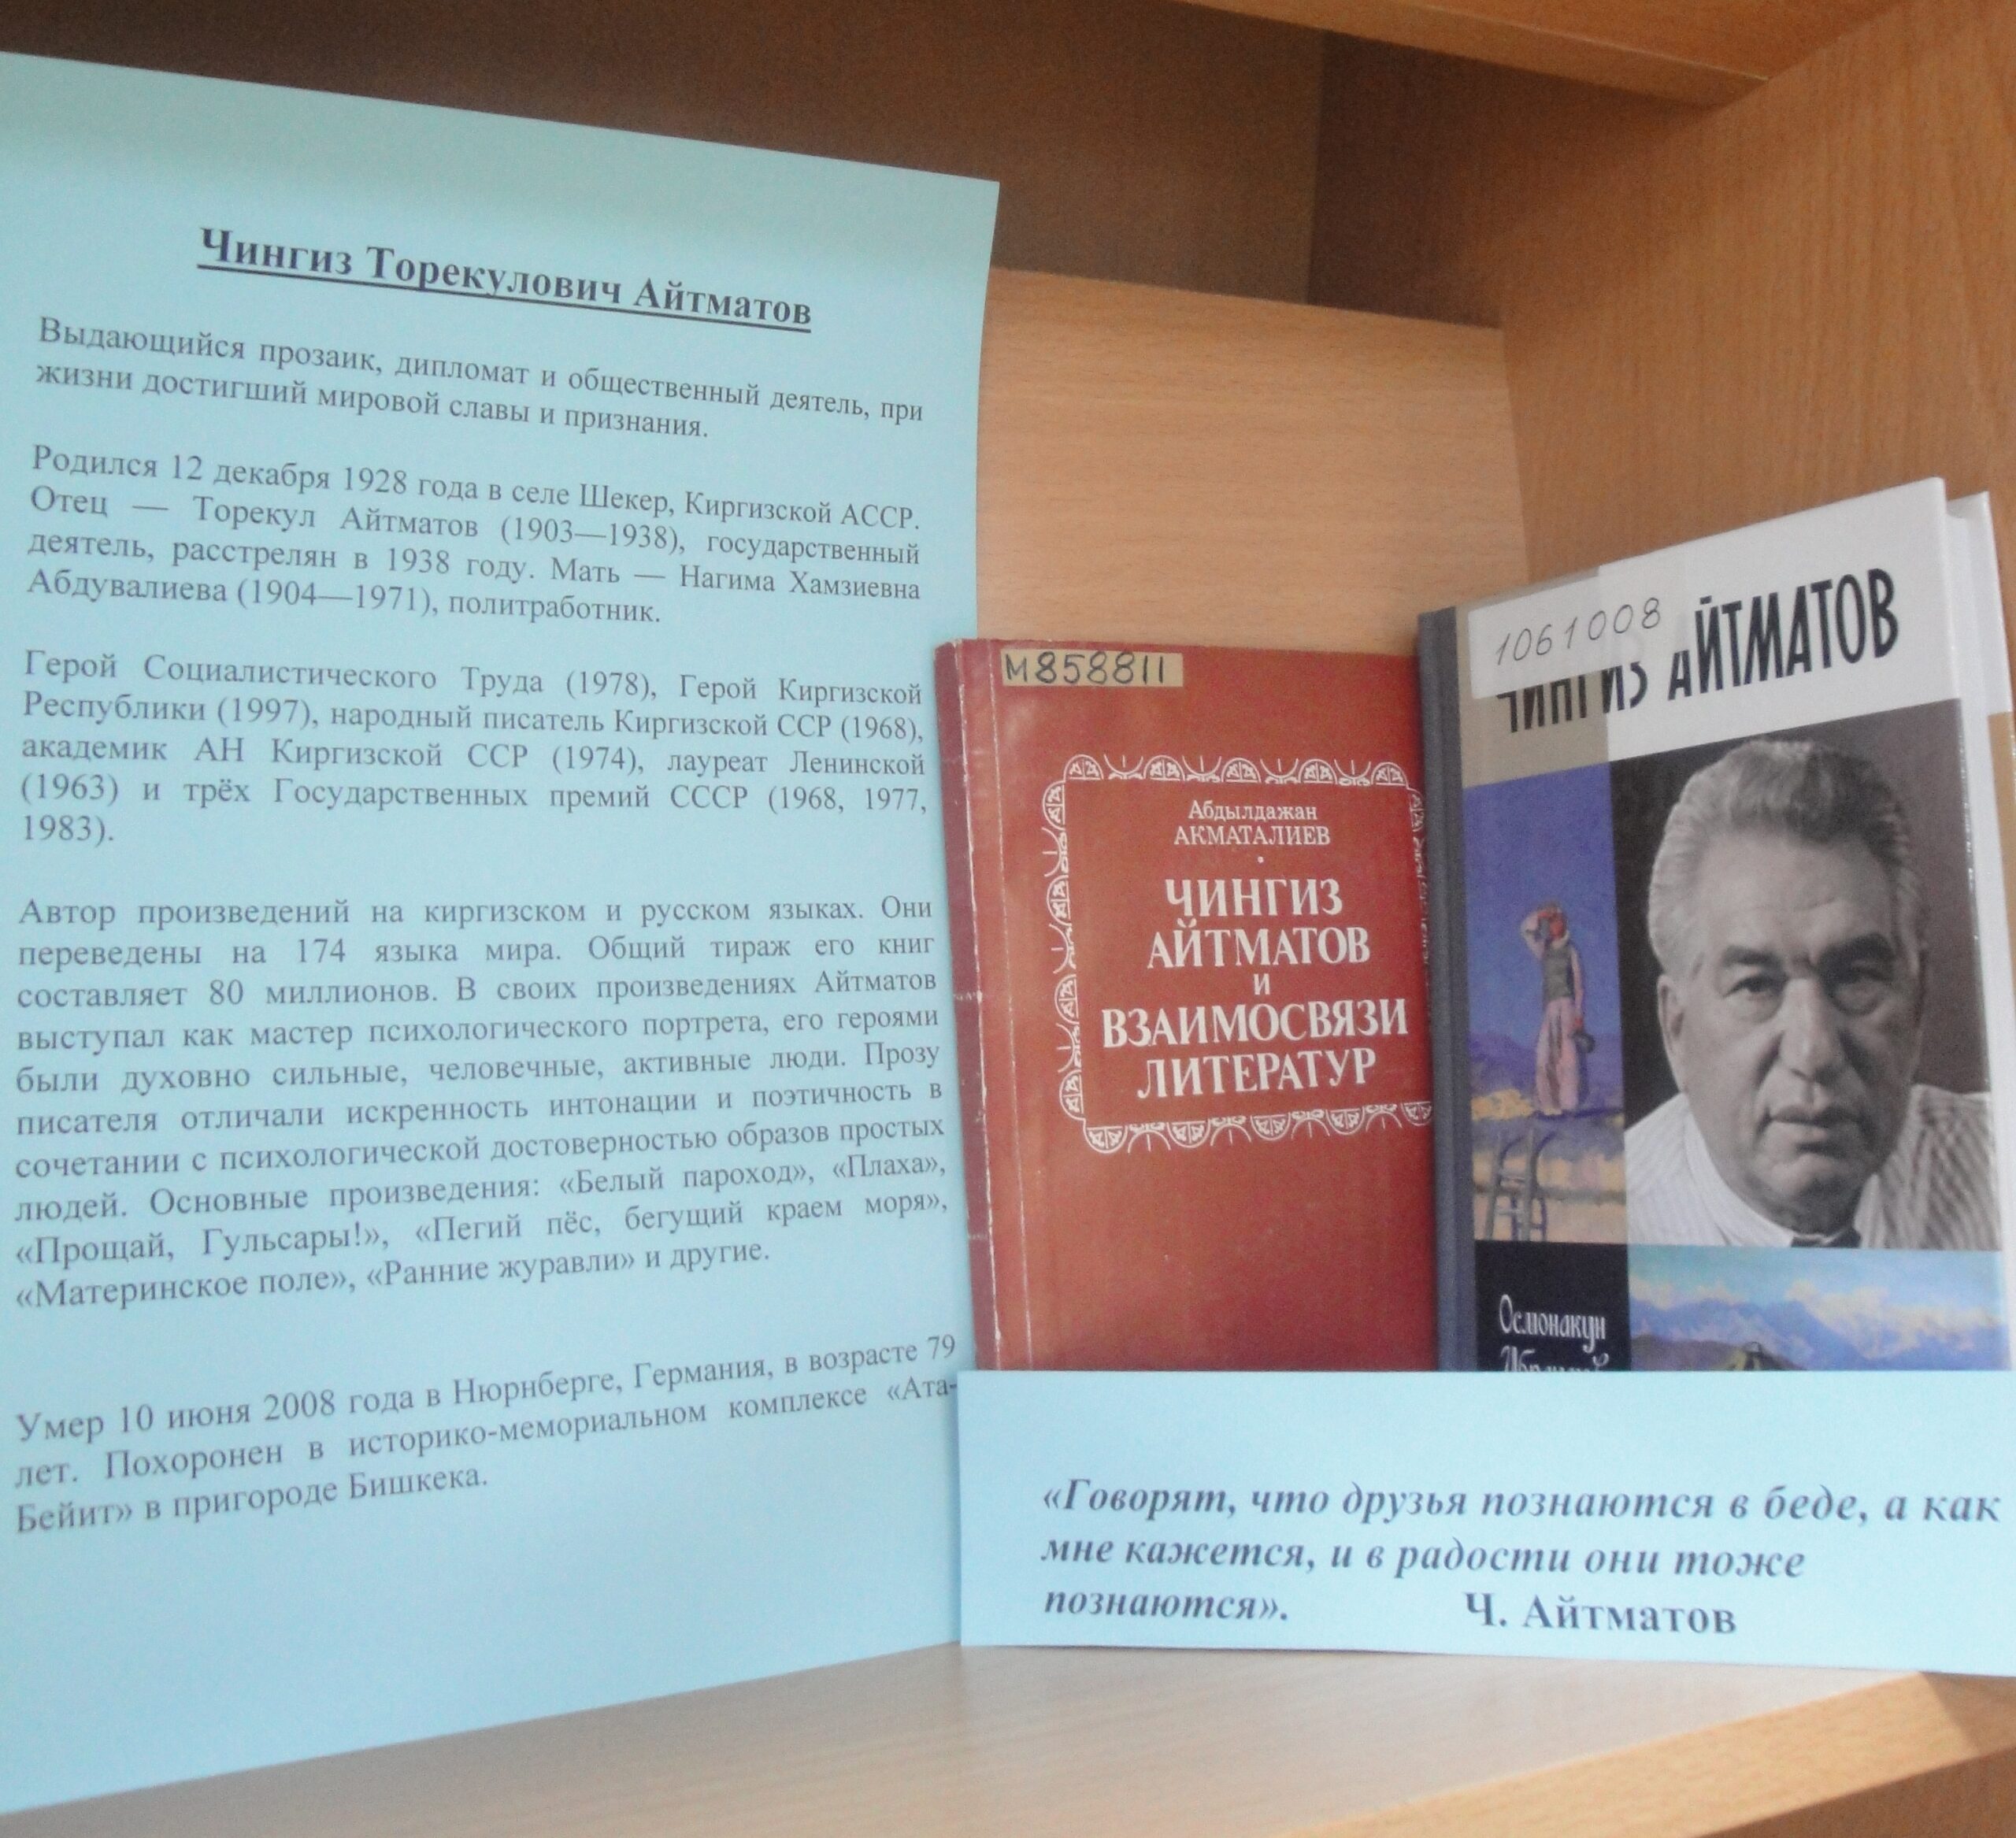 Чингиз Торекулович Айтматов
Выдающийся прозаик, дипломат и общественный деятель, при
жизни достигший мировой славы и признания.
Родился 12 декабря 1928 года в селе Шекер, Киргизской АССР.
Отец — Торекул Айтматов (1903—1938), государственный
деятель, расстрелян в 1938 году. Мать — Нагима Хамзиевна
Абдувалиева (1904—1971), политработник.
Герой Социалистического Труда (1978), Герой Киргизской
Республики (1997), народный писатель Киргизской ССР (1968),
академик АН Киргизской ССР (1974), лауреат Ленинской
(1963) и трёх Государственных премий СССР (1968, 1977,
1983).
Автор произведений на киргизском и русском языках. Они
переведены на 174 языка мира. Общий тираж его книг
составляет 80 миллионов. В своих произведениях Айтматов
выступал как мастер психологического портрета, его героями
были духовно сильные, человечные, активные люди. Прозу
писателя отличали искренность интонации и поэтичность в
сочетании с психологической достоверностью образов простых
людей. Основные произведения: «Белый пароход», «Плаха»,
«Прощай, Гульсары!», «Пегий пёс, бегущий краем моря»,
«Материнское поле», «Ранние журавли» и другие.
Умер 10 июня 2008 года в Нюрнберге, Германия, в возрасте 79
лет. Похоронен в историко-мемориальном комплексе «Ата-
Бейит» в пригороде Бишкека.
М858811
Абдылдажан
АКМАТАЛИЕВ
ЧИНГИЗ
АЙТМАТОВ
И
ВЗАИМОСВЯЗИ
ЛИТЕРАТУР
1061008
ЧИНГИЗ АЙТМАТОВ
Осмонакун
«Говорят, что друзья познаются в беде, а как
мне кажется, и в радости они тоже
познаются». Ч. Айтматов